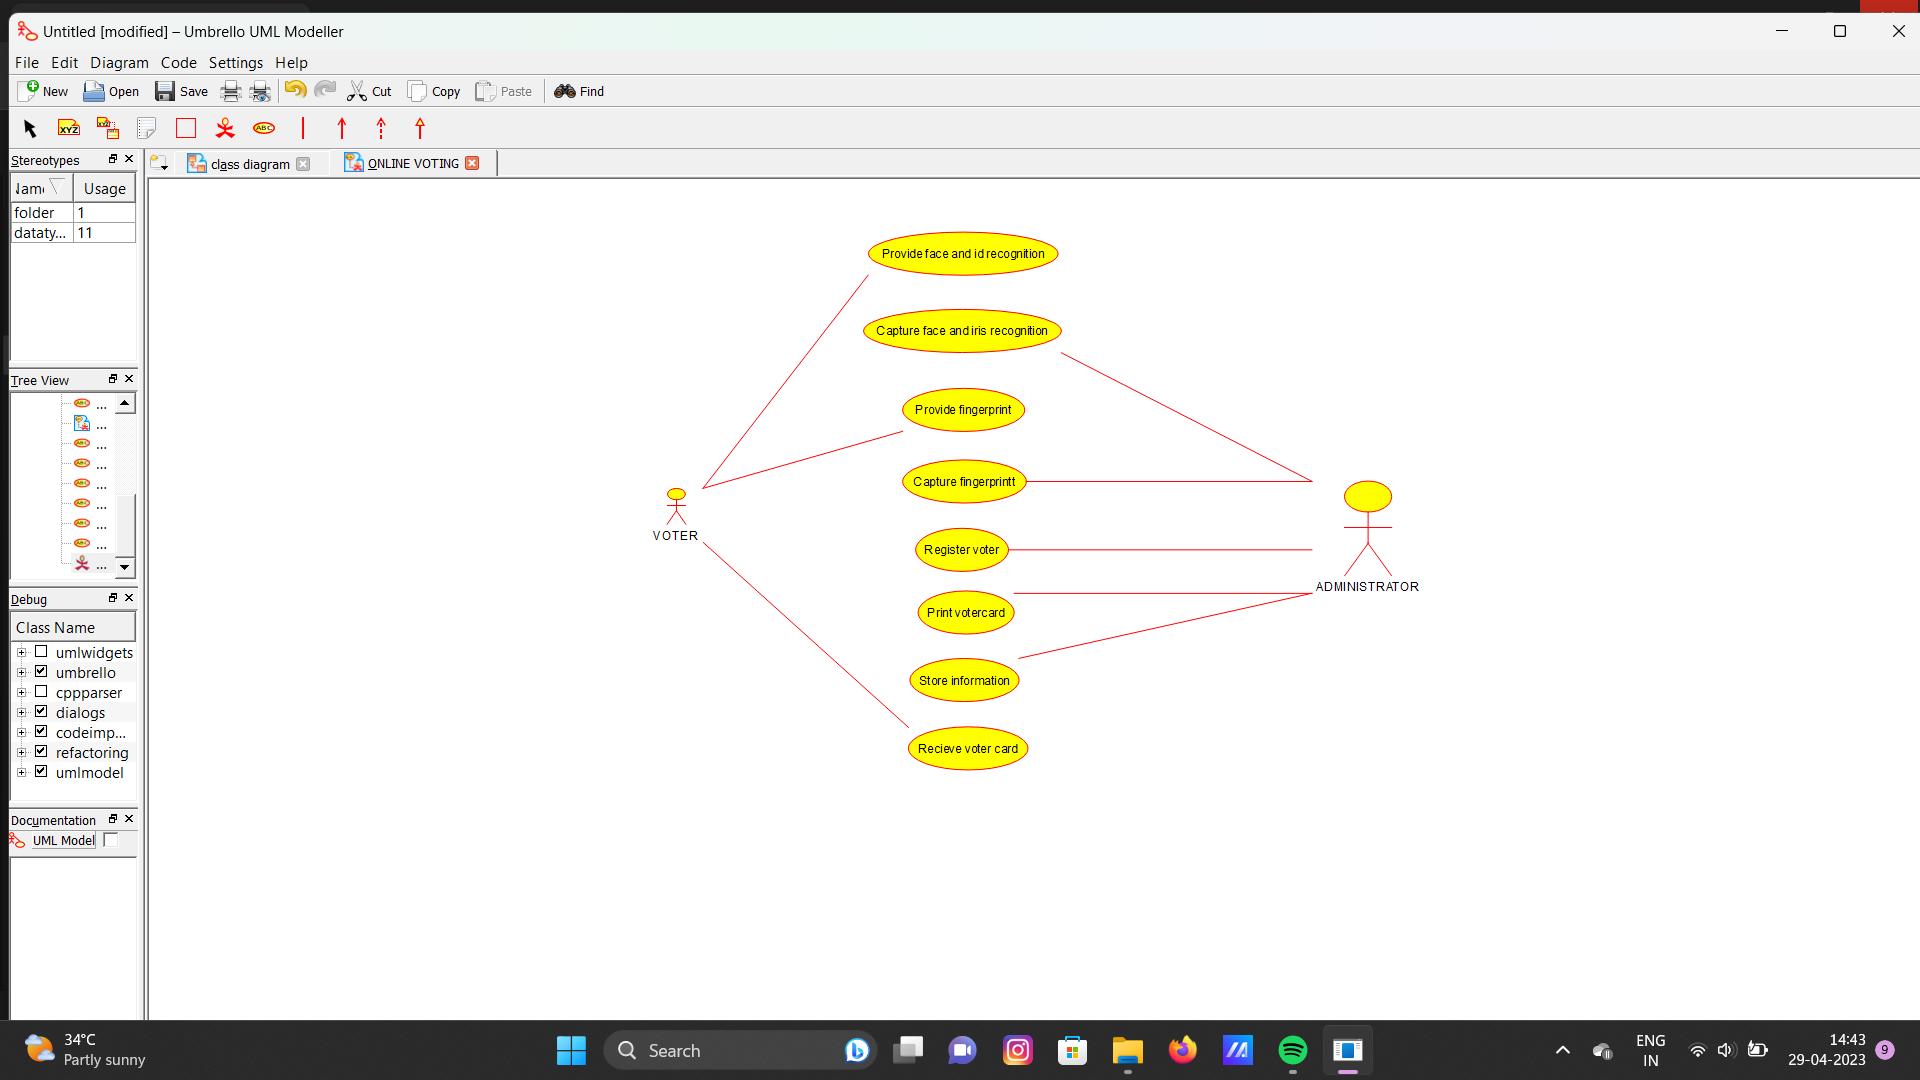 Untitled [modified] – Umbrello UML Modeller
File Edit Diagram Code Settings Help
New Open Save Cut Copy Paste Find
XYZ XYZ ABC
Stereotypes
class diagram ONLINE VOTING
Name Usage
folder 1
dataty... 11
Provide face and id recognition
Capture face and iris recognition
Tree View
...
...
...
...
...
...
...
...
...
Provide fingerprint
Capture fingerprintt
VOTER
Register voter
ADMINISTRATOR
Print votercard
Store information
Recieve voter card
Debug
Class Name
umlwidgets
umbrello
cppparser
dialogs
codeimp...
refactoring
umlmodel
Documentation
UML Model
34°C
Partly sunny
Search
ENG
IN
14:43
29-04-2023
9